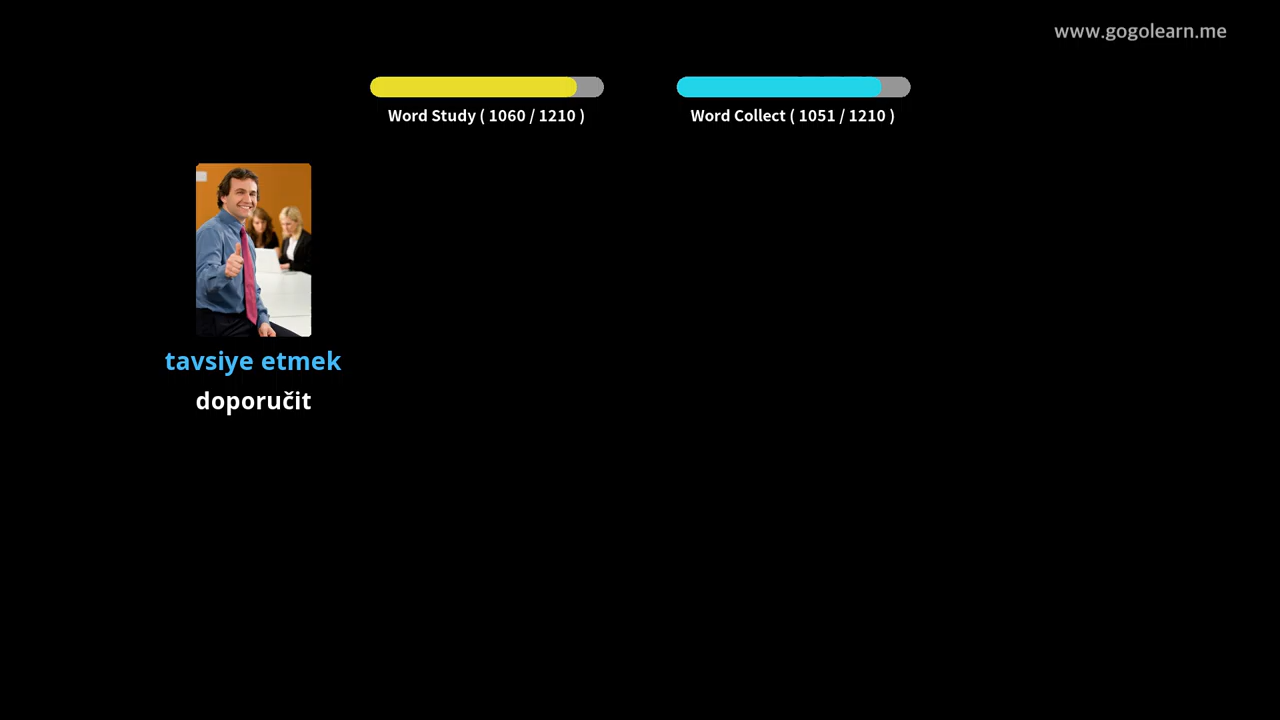 www.gogolearn.me
Word Study ( 1060 / 1210 )
Word Collect ( 1051 / 1210 )
tavsiye etmek
doporučit